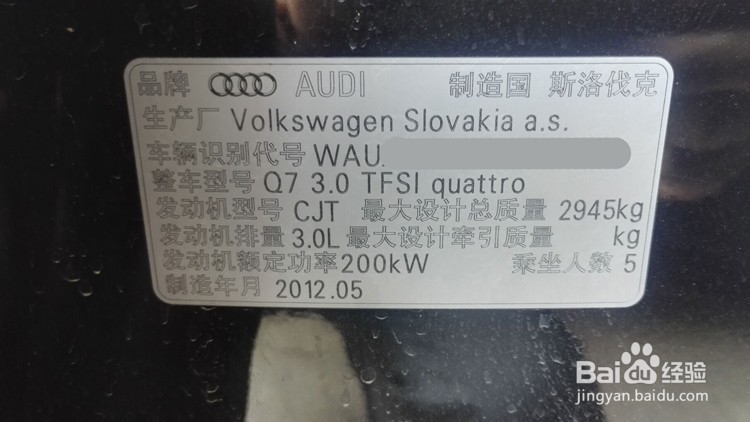 品牌 AUDI 制造国 斯洛伐克
生产厂 Volkswagen Slovakia a.s.
车辆识别代号 WAU
整车型号 Q7 3.0 TFSI quattro
发动机型号 CJT 最大设计总质量 2945kg
发动机排量 3.0L 最大设计牵引质量 kg
发动机额定功率 200kW 乘坐人数 5
制造年月 2012.05
Baidu 经验
jingyan.baidu.com